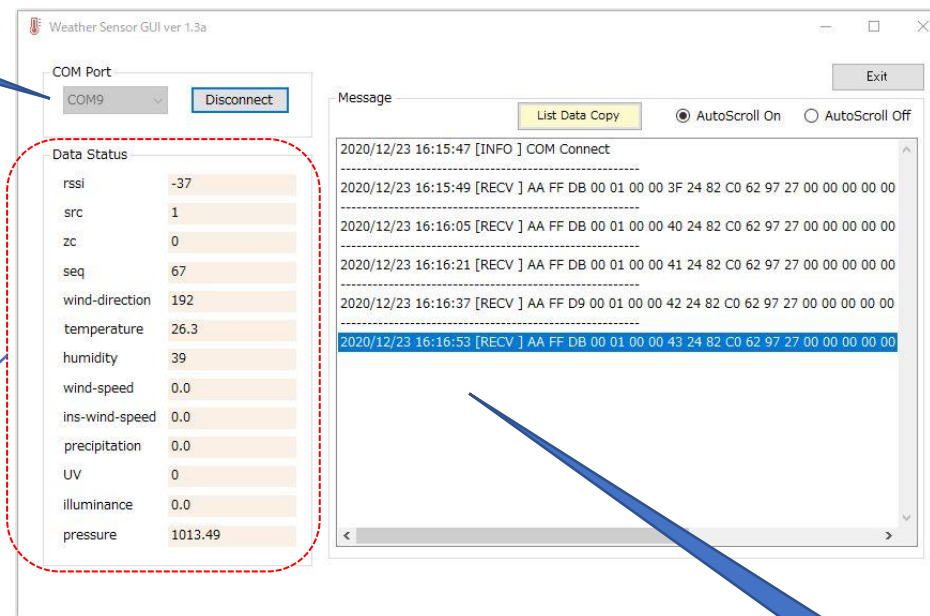 Weather Sensor GUI ver 1.3a
COM Port
COM9
Disconnect
Data Status
rssi -37
src 1
zc 0
seq 67
wind-direction 192
temperature 26.3
humidity 39
wind-speed 0.0
ins-wind-speed 0.0
precipitation 0.0
UV 0
illuminance 0.0
pressure 1013.49
Exit
Message
List Data Copy
AutoScroll On
AutoScroll Off
2020/12/23 16:15:47 [INFO ] COM Connect
--------------------------------------------------------
2020/12/23 16:15:49 [RECV ] AA FF DB 00 01 00 00 3F 24 82 C0 62 97 27 00 00 00 00 00
--------------------------------------------------------
2020/12/23 16:16:05 [RECV ] AA FF DB 00 01 00 00 40 24 82 C0 62 97 27 00 00 00 00 00
--------------------------------------------------------
2020/12/23 16:16:21 [RECV ] AA FF DB 00 01 00 00 41 24 82 C0 62 97 27 00 00 00 00 00
--------------------------------------------------------
2020/12/23 16:16:37 [RECV ] AA FF D9 00 01 00 00 42 24 82 C0 62 97 27 00 00 00 00 00
--------------------------------------------------------
2020/12/23 16:16:53 [RECV ] AA FF DB 00 01 00 00 43 24 82 C0 62 97 27 00 00 00 00 00